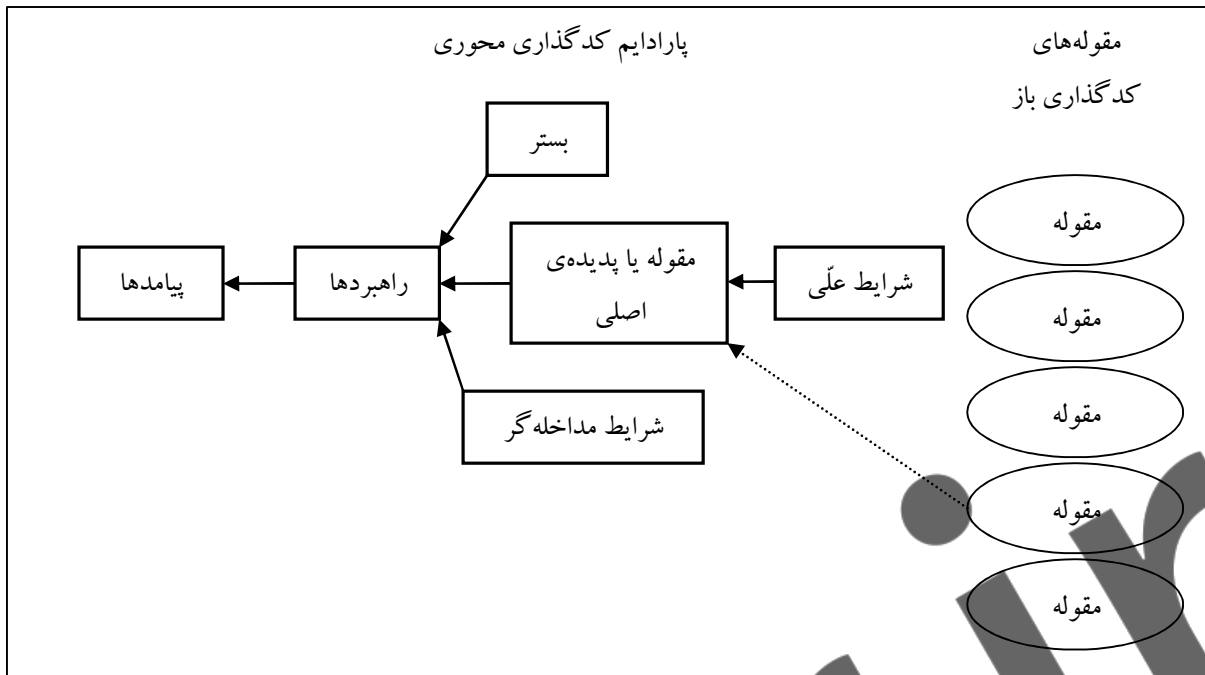 مقوله‌های
کدگذاری باز
پارادایم کدگذاری محوری
بستر
مقوله
مقوله
مقوله
مقوله
مقوله
شرایط علّی
مقوله یا پدیده‌ی
اصلی
راهبردها
پیامدها
شرایط مداخله‌گر